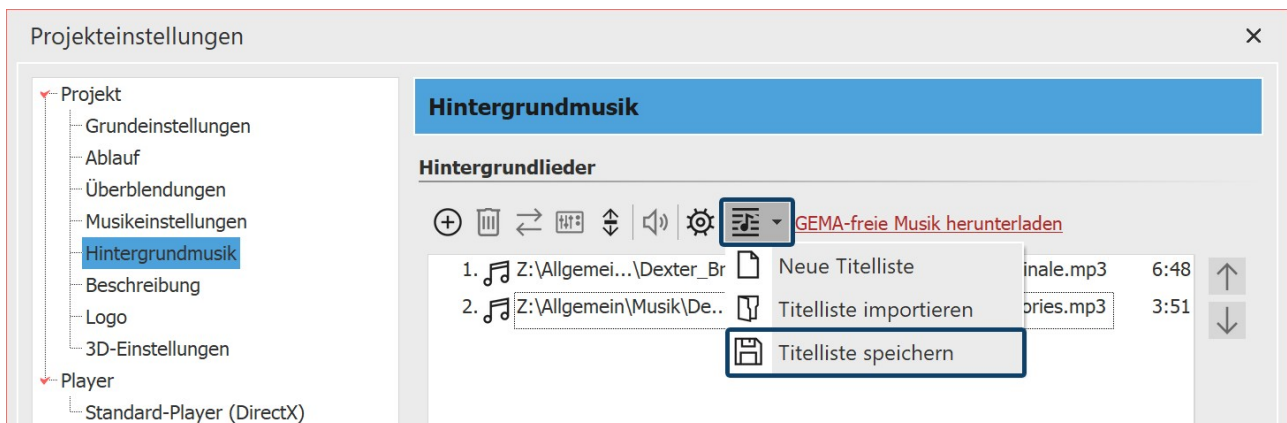 Projekteinstellungen
Projekt
Grundeinstellungen
Ablauf
Überblendungen
Musikeinstellungen
Hintergrundmusik
Beschreibung
Logo
3D-Einstellungen
Player
Standard-Player (DirectX)
Hintergrundmusik
Hintergrundlieder
GEMA-freie Musik herunterladen
1. Z:\Allgemei...\Dexter_Br inale.mp3 6:48
2. Z:\Allgemein\Musik\De.. ories.mp3 3:51
Neue Titelliste
Titelliste importieren
Titelliste speichern